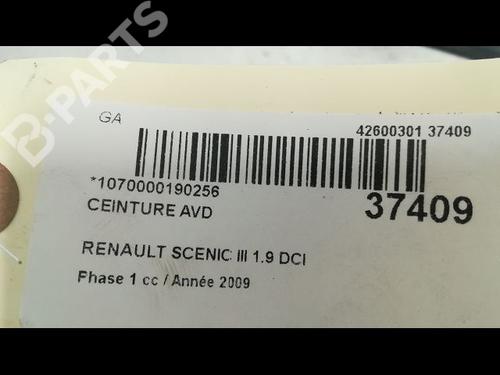 B-PARTS
GA
42600301 37409
*1070000190256
37409
CEINTURE AVD
RENAULT SCENIC III 1.9 DCI
Phase 1 cc / Année 2009